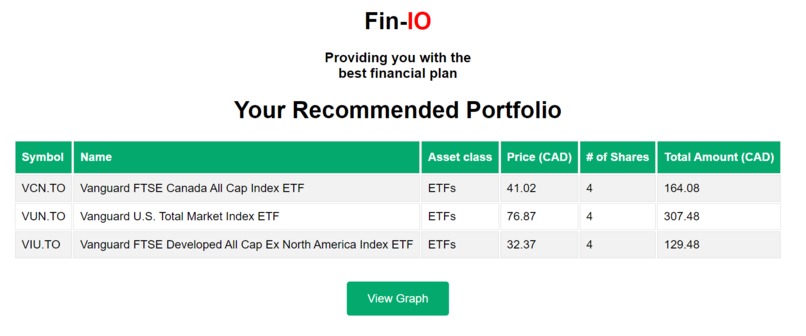 Fin-IO
Providing you with the
best financial plan
Your Recommended Portfolio
Symbol Name Asset class Price (CAD) # of Shares Total Amount (CAD)
VCN.TO Vanguard FTSE Canada All Cap Index ETF ETFs 41.02 4 164.08
VUN.TO Vanguard U.S. Total Market Index ETF ETFs 76.87 4 307.48
VIU.TO Vanguard FTSE Developed All Cap Ex North America Index ETF ETFs 32.37 4 129.48
View Graph